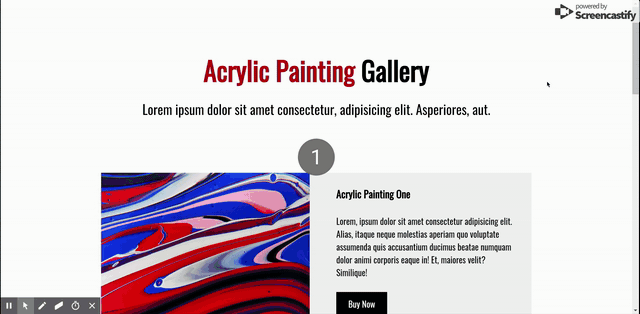 powered by
Screencastify
Acrylic Painting Gallery
Lorem ipsum dolor sit amet consectetur, adipisicing elit. Asperiores, aut.
1
Acrylic Painting One
Lorem, ipsum dolor sit amet consectetur adipisicing elit.
Alias, itaque neque molestias aperiam quo voluptate
assumenda quis accusantium ducimus beatae numquam
dolor animi corporis eaque in! Et, maiores velit?
Similique!
Buy Now